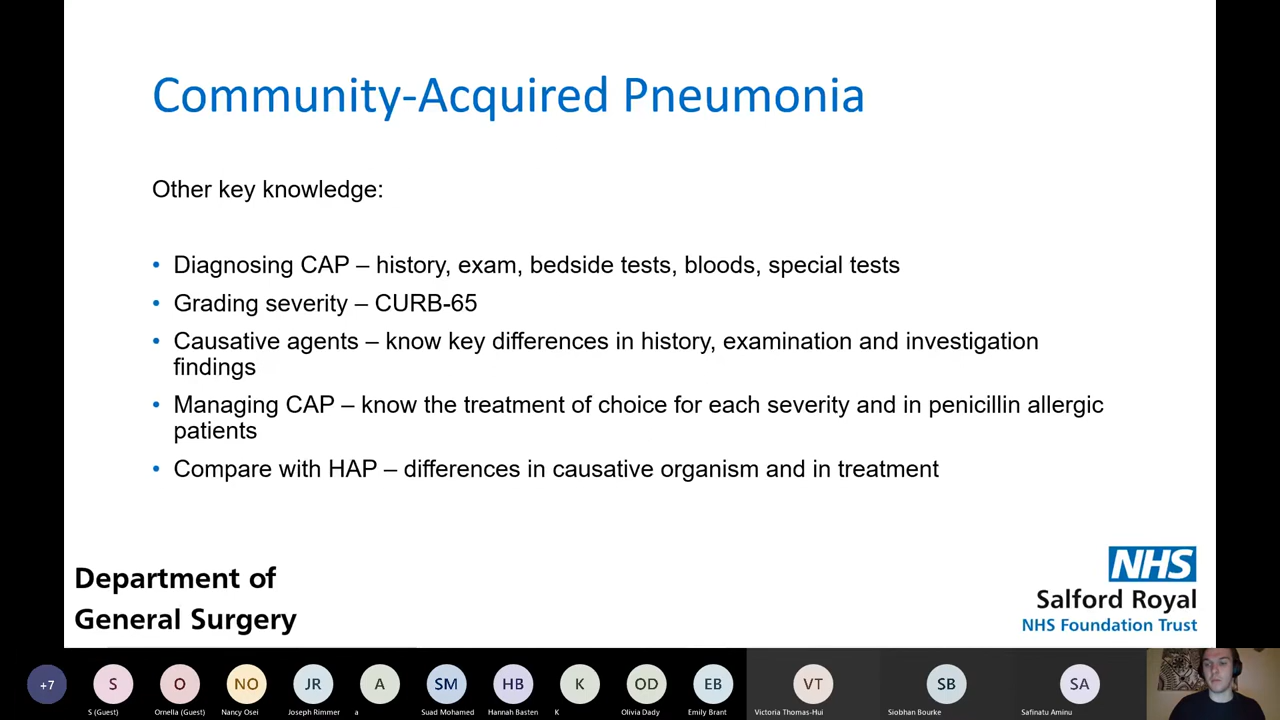 Community-Acquired Pneumonia
Other key knowledge:
• Diagnosing CAP – history, exam, bedside tests, bloods, special tests
• Grading severity – CURB-65
• Causative agents – know key differences in history, examination and investigation
findings
• Managing CAP – know the treatment of choice for each severity and in penicillin allergic
patients
• Compare with HAP – differences in causative organism and in treatment
Department of
General Surgery
NHS
Salford Royal
NHS Foundation Trust
+7 S O NO JR A SM HB K OD EB VT SB SA
S (Guest) Ornella (Guest) Nancy Osei Joseph Rimmer a Suad Mohamed Hannah Basten K Olivia Dady Emily Brant Victoria Thomas-Hui Siobhan Bourke Safinatu Aminu